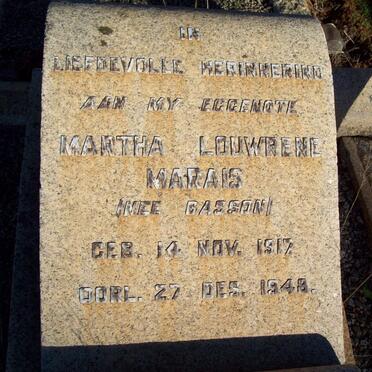 IN
LIEFDEVOLLE HERINNERING
AAN MY EGGENOTE
MARTHA LOUWRENE
MARAIS
(NEE BASSON)
GEB. 14 NOV. 1917
OORL. 27 DES. 1948.